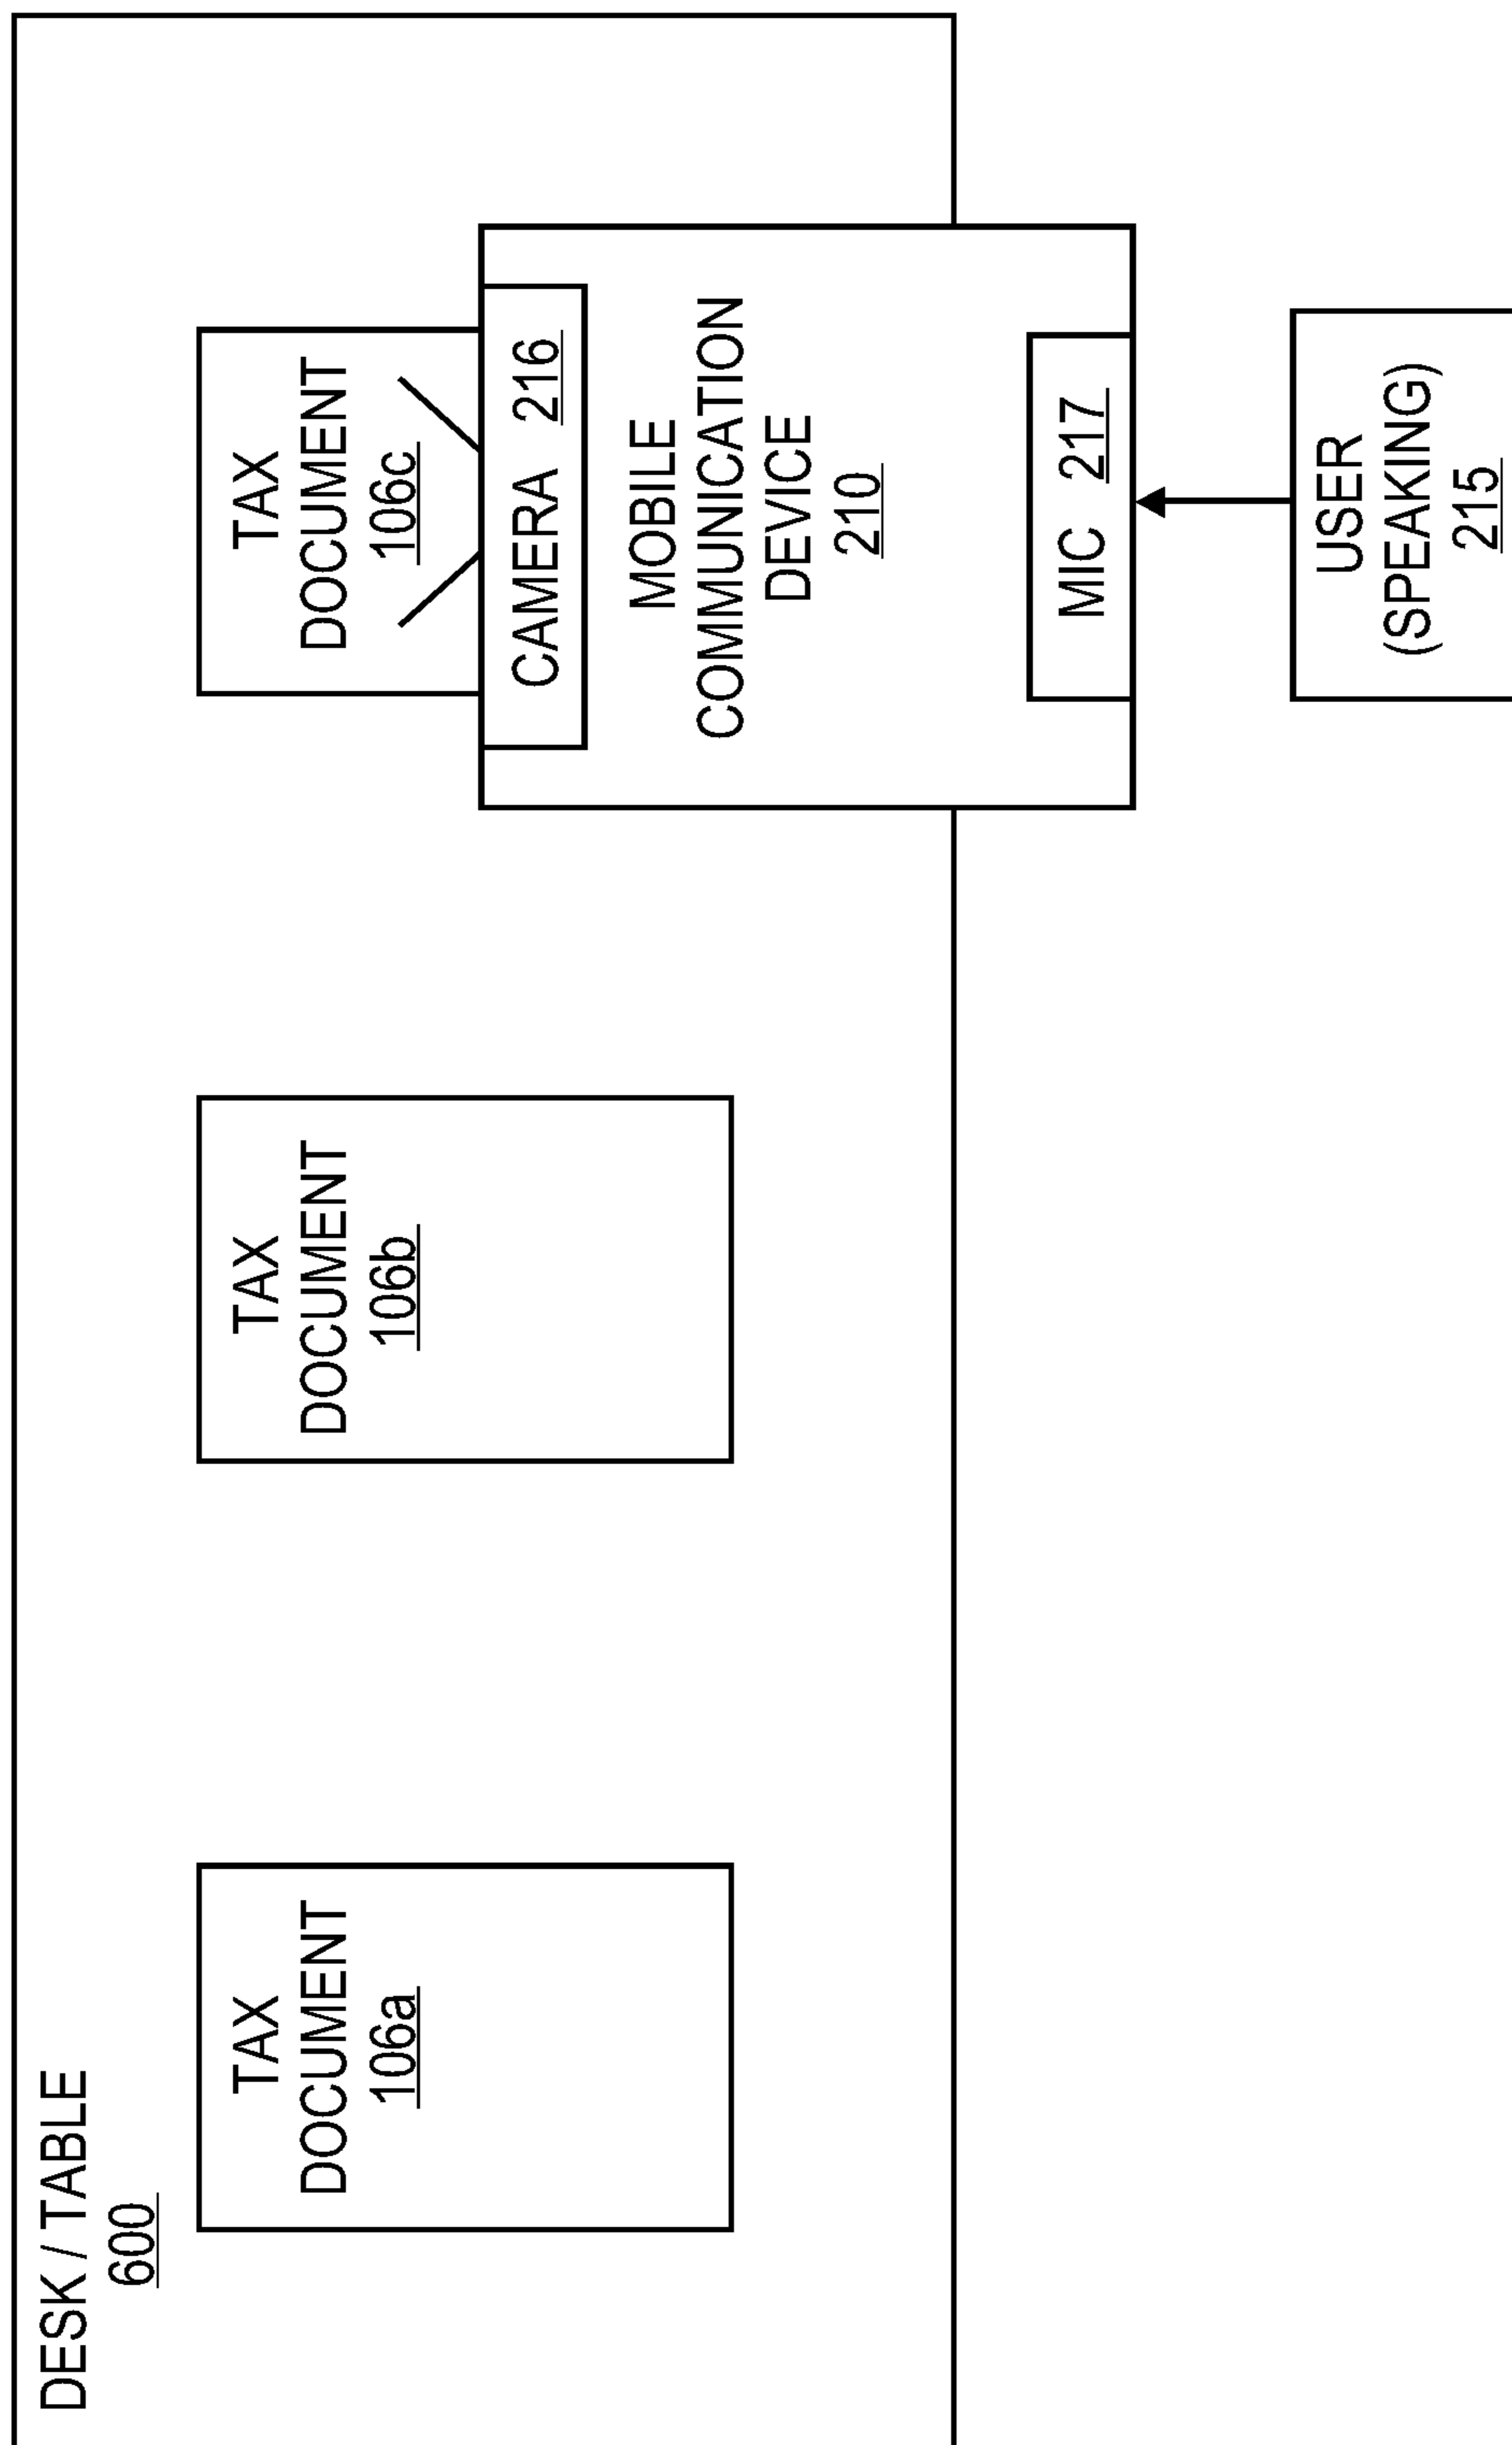 DESK / TABLE
600
TAX
DOCUMENT
106a
TAX
DOCUMENT
106b
TAX
DOCUMENT
106c
CAMERA 216
MOBILE
COMMUNICATION
DEVICE
210
MIC 217
USER
(SPEAKING)
215